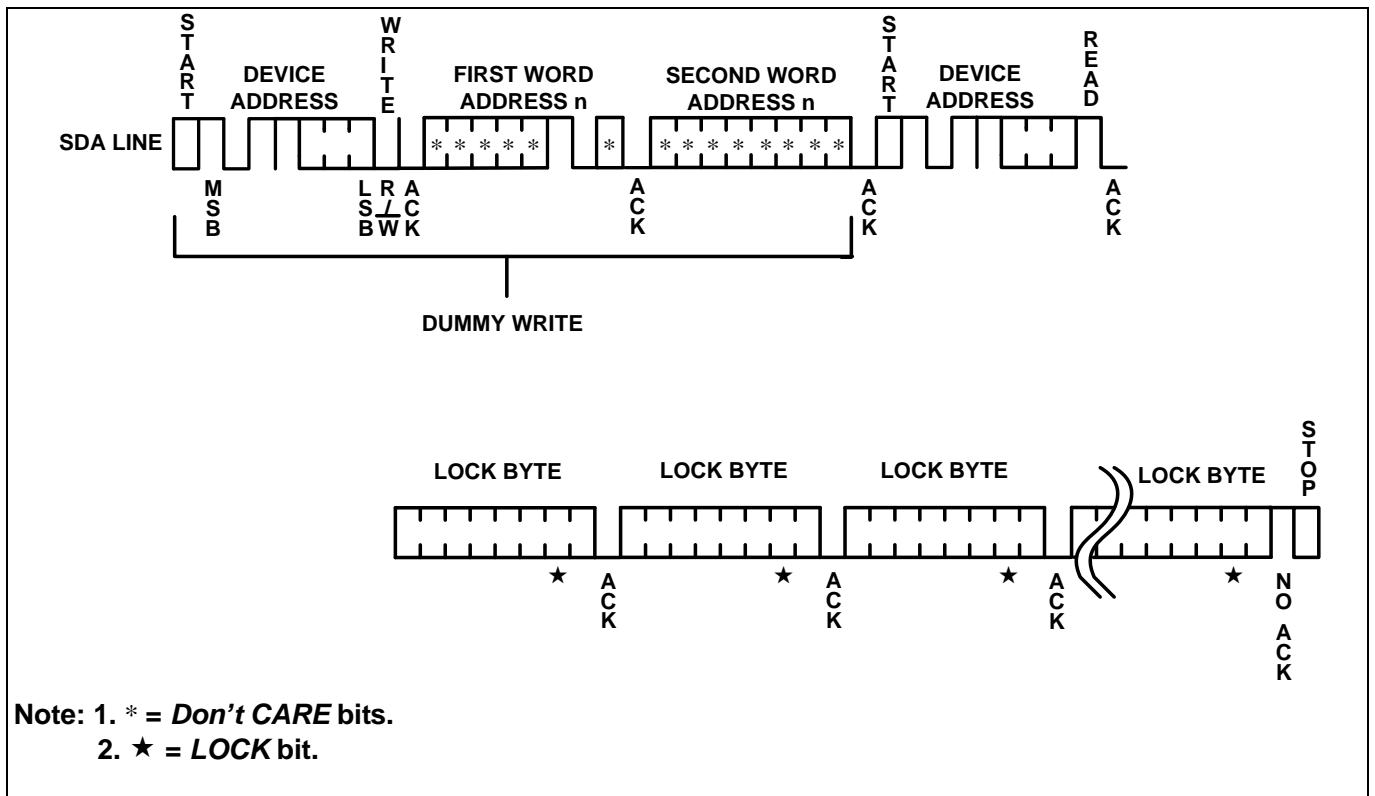 START
WRITE
START
READ
DEVICE
ADDRESS
FIRST WORD
ADDRESS n
SECOND WORD
ADDRESS n
DEVICE
ADDRESS
SDA LINE
* * * * *
*
* * * * * * * *
MSB
LSB
R/W
ACK
ACK
ACK
ACK
DUMMY WRITE
STOP
LOCK BYTE
LOCK BYTE
LOCK BYTE
LOCK BYTE
★
ACK
★
ACK
★
ACK
★
NO ACK
Note: 1. * = Don't CARE bits.
2. ★ = LOCK bit.